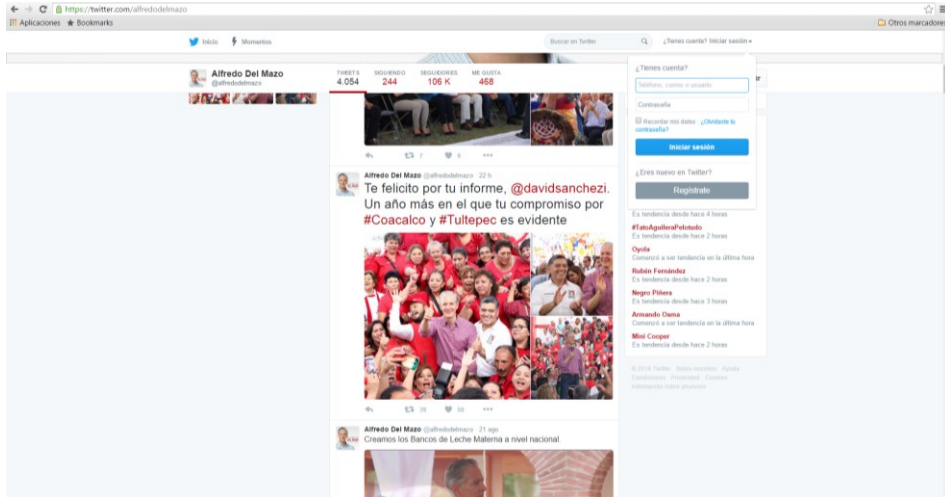 https://twitter.com/alfredodelmazo
Aplicaciones
Bookmarks
Otros marcadores
Inicio
Momentos
Buscar en Twitter
¿Tienes cuenta? Iniciar sesión
Alfredo Del Mazo
@alfredodelmazo
TWEETS
4.054
SIGUIENDO
244
SEGUIDORES
106 K
ME GUSTA
468
¿Tienes cuenta?
Teléfono, correo o usuario
Contraseña
Recordar mis datos · ¿Olvidaste tu
contraseña?
Iniciar sesión
¿Eres nuevo en Twitter?
Regístrate
7
6
Alfredo Del Mazo @alfredodelmazo · 22 h
Te felicito por tu informe, @davidsanchezi.
Un año más en el que tu compromiso por
#Coacalco y #Tultepec es evidente
Alfredo Del Mazo @alfredodelmazo · 21 ago.
Creamos los Bancos de Leche Materna a nivel nacional.
Es tendencia desde hace 4 horas
#TatoAguileraPelotudo
Es tendencia desde hace 2 horas
Oyola
Comenzó a ser tendencia en la última hora
Rubén Fernández
Es tendencia desde hace 2 horas
Negro Piñera
Es tendencia desde hace 3 horas
Armando Osma
Comenzó a ser tendencia en la última hora
Mini Cooper
Es tendencia desde hace 2 horas
© 2016 Twitter Sobre nosotros Ayuda
Condiciones Privacidad Cookies
Información sobre anuncios